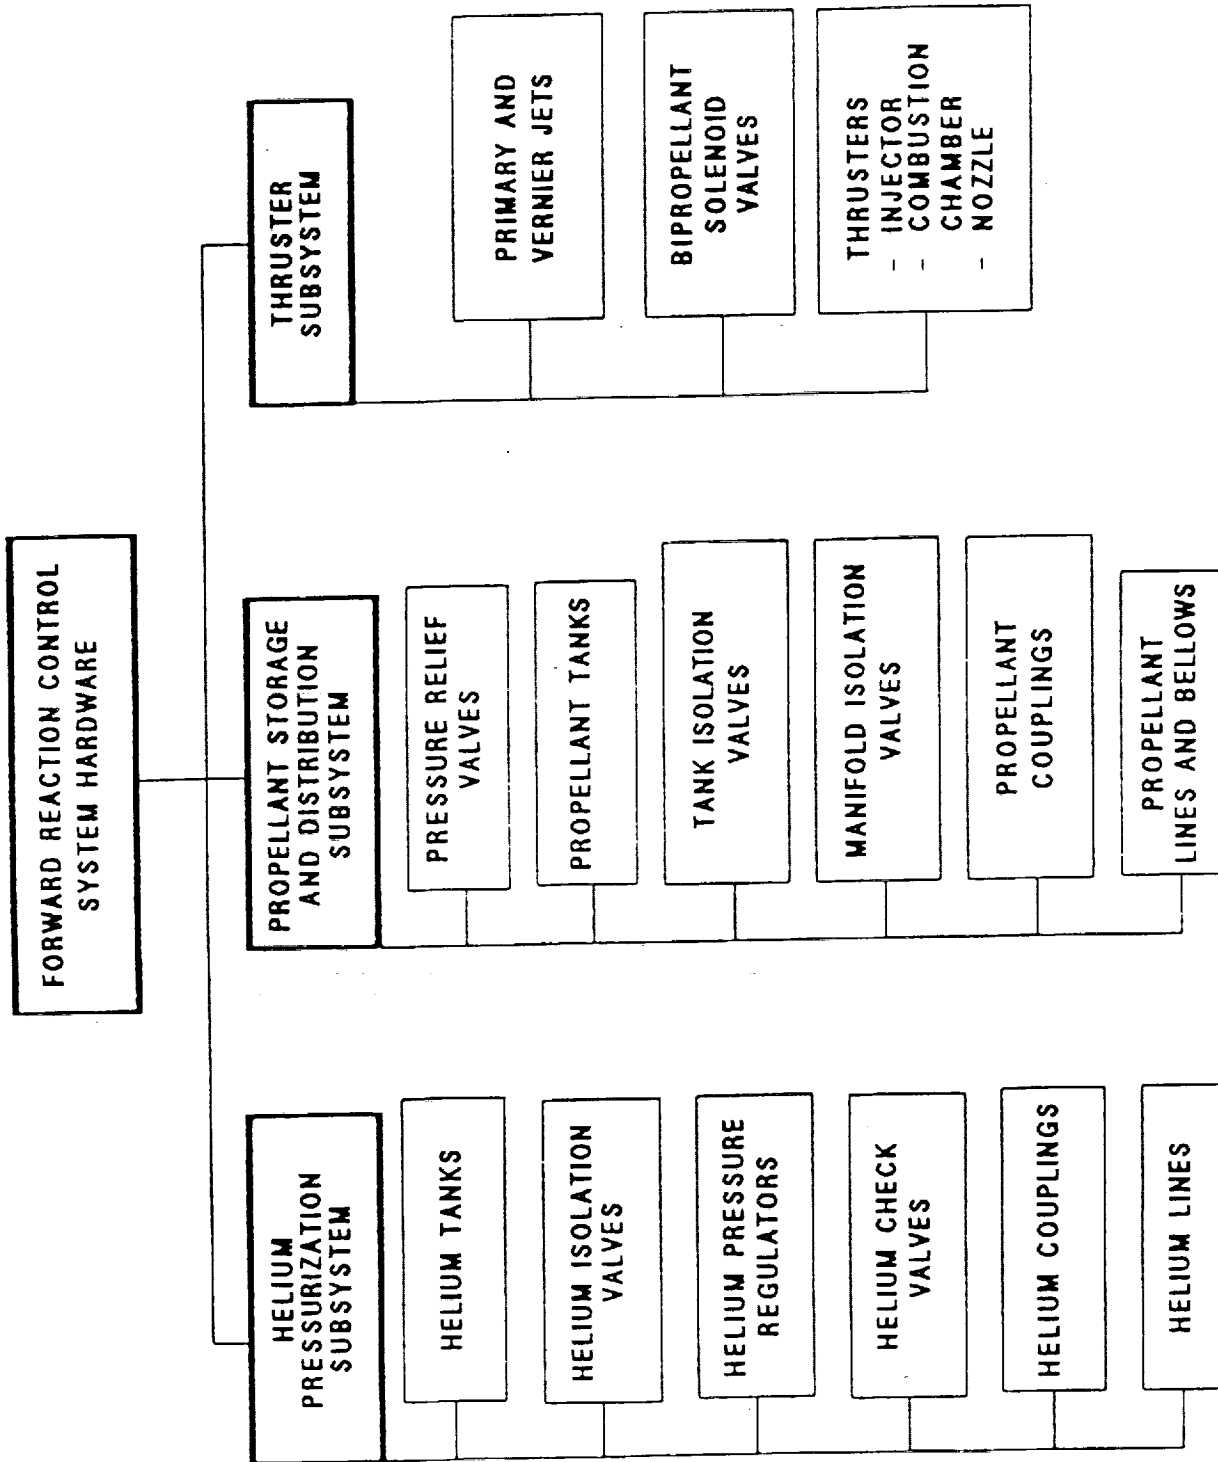 FORWARD REACTION CONTROL
SYSTEM HARDWARE
HELIUM
PRESSURIZATION
SUBSYSTEM
HELIUM TANKS
HELIUM ISOLATION
VALVES
HELIUM PRESSURE
REGULATORS
HELIUM CHECK
VALVES
HELIUM COUPLINGS
HELIUM LINES
PROPELLANT STORAGE
AND DISTRIBUTION
SUBSYSTEM
PRESSURE RELIEF
VALVES
PROPELLANT TANKS
TANK ISOLATION
VALVES
MANIFOLD ISOLATION
VALVES
PROPELLANT
COUPLINGS
PROPELLANT
LINES AND BELLOWS
THRUSTER
SUBSYSTEM
PRIMARY AND
VERNIER JETS
BIPROPELLANT
SOLENOID
VALVES
THRUSTERS
- INJECTOR
- COMBUSTION
CHAMBER
- NOZZLE